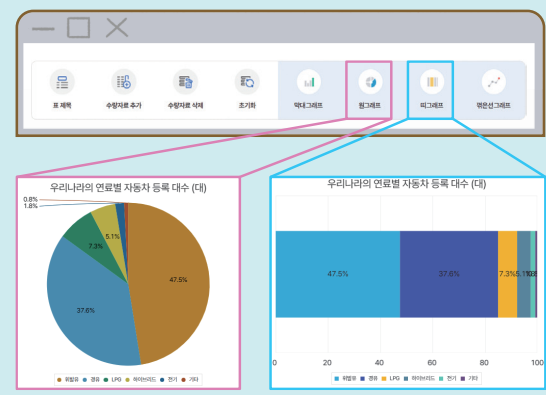 표 제목 수량자료 추가 수량자료 삭제 초기화 막대그래프 원그래프 띠그래프 꺾은선그래프
우리나라의 연료별 자동차 등록 대수 (대)
0.8%
1.8%
5.1%
7.3%
47.5%
37.6%
휘발유 경유 LPG 하이브리드 전기 기타
우리나라의 연료별 자동차 등록 대수 (대)
47.5% 37.6% 7.3% 5.1%
0 20 40 60 80 100
휘발유 경유 LPG 하이브리드 전기 기타